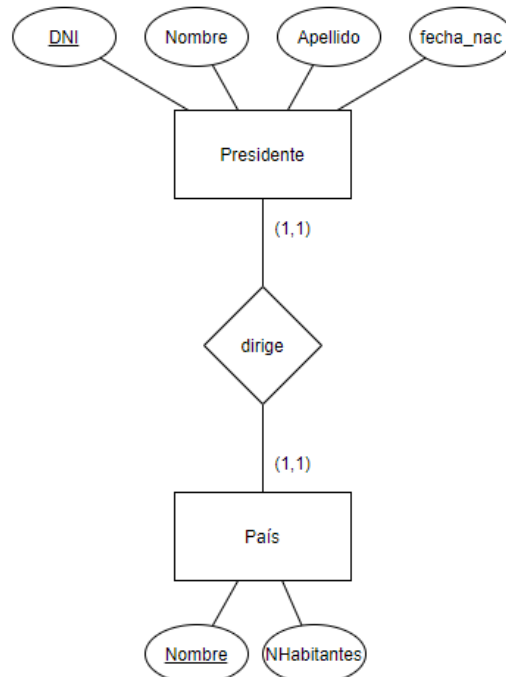 DNI
Nombre
Apellido
fecha_nac
Presidente
(1,1)
dirige
(1,1)
País
Nombre
NHabitantes